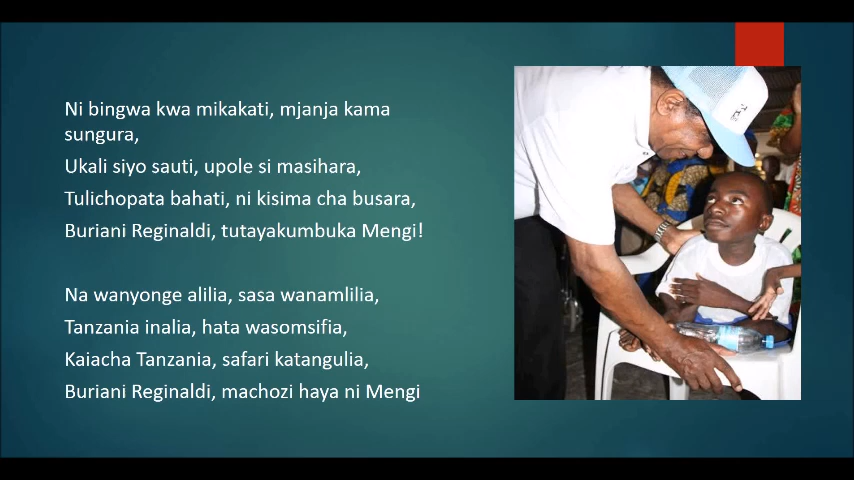 Ni bingwa kwa mikakati, mjanja kama
sungura,
Ukali siyo sauti, upole si masihara,
Tulichopata bahati, ni kisima cha busara,
Buriani Reginaldi, tutayakumbuka Mengi!
Na wanyonge alilia, sasa wanamlilia,
Tanzania inalia, hata wasomsifia,
Kaiacha Tanzania, safari katangulia,
Buriani Reginaldi, machozi haya ni Mengi